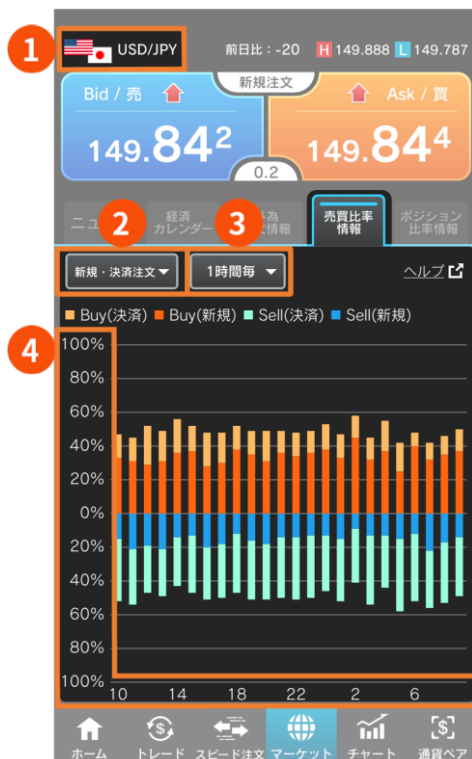 1
USD/JPY
前日比：-20
H 149.888 L 149.787
新規注文
Bid / 売
Ask / 買
149.842
149.844
0.2
経済
カレンダー
売買比率
情報
ポジション
比率情報
2
3
新規・決済注文▼
1時間毎 ▼
ヘルプ
Buy(決済) Buy(新規) Sell(決済) Sell(新規)
4
100%
80%
60%
40%
20%
0%
20%
40%
60%
80%
100%
10 14 18 22 2 6
ホーム トレード スピード注文 マーケット チャート 通貨ペア